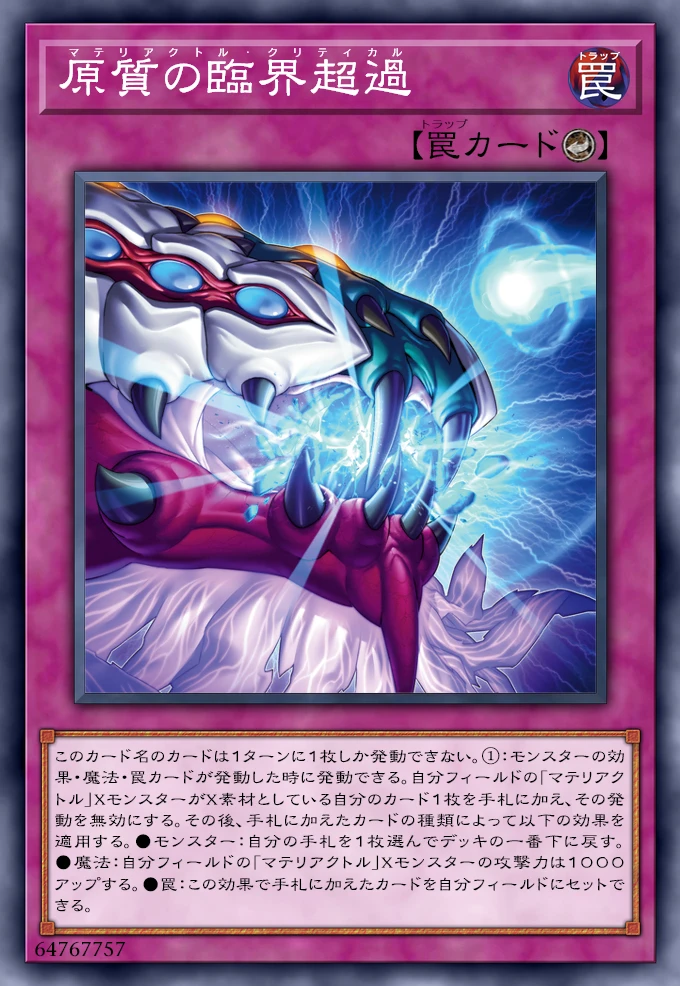 マテリアクトル・クリティカル
原質の臨界超過
トラップ
罠
トラップ
【罠カード】
このカード名のカードは1ターンに1枚しか発動できない。①:モンスターの効
果・魔法・罠カードが発動した時に発動できる。自分フィールドの「マテリアク
トル」XモンスターがX素材としている自分のカード1枚を手札に加え、その発
動を無効にする。その後、手札に加えたカードの種類によって以下の効果を
適用する。●モンスター:自分の手札を1枚選んでデッキの一番下に戻す。
●魔法:自分フィールドの「マテリアクトル」Xモンスターの攻撃力は1000
アップする。●罠:この効果で手札に加えたカードを自分フィールドにセットで
きる。
64767757